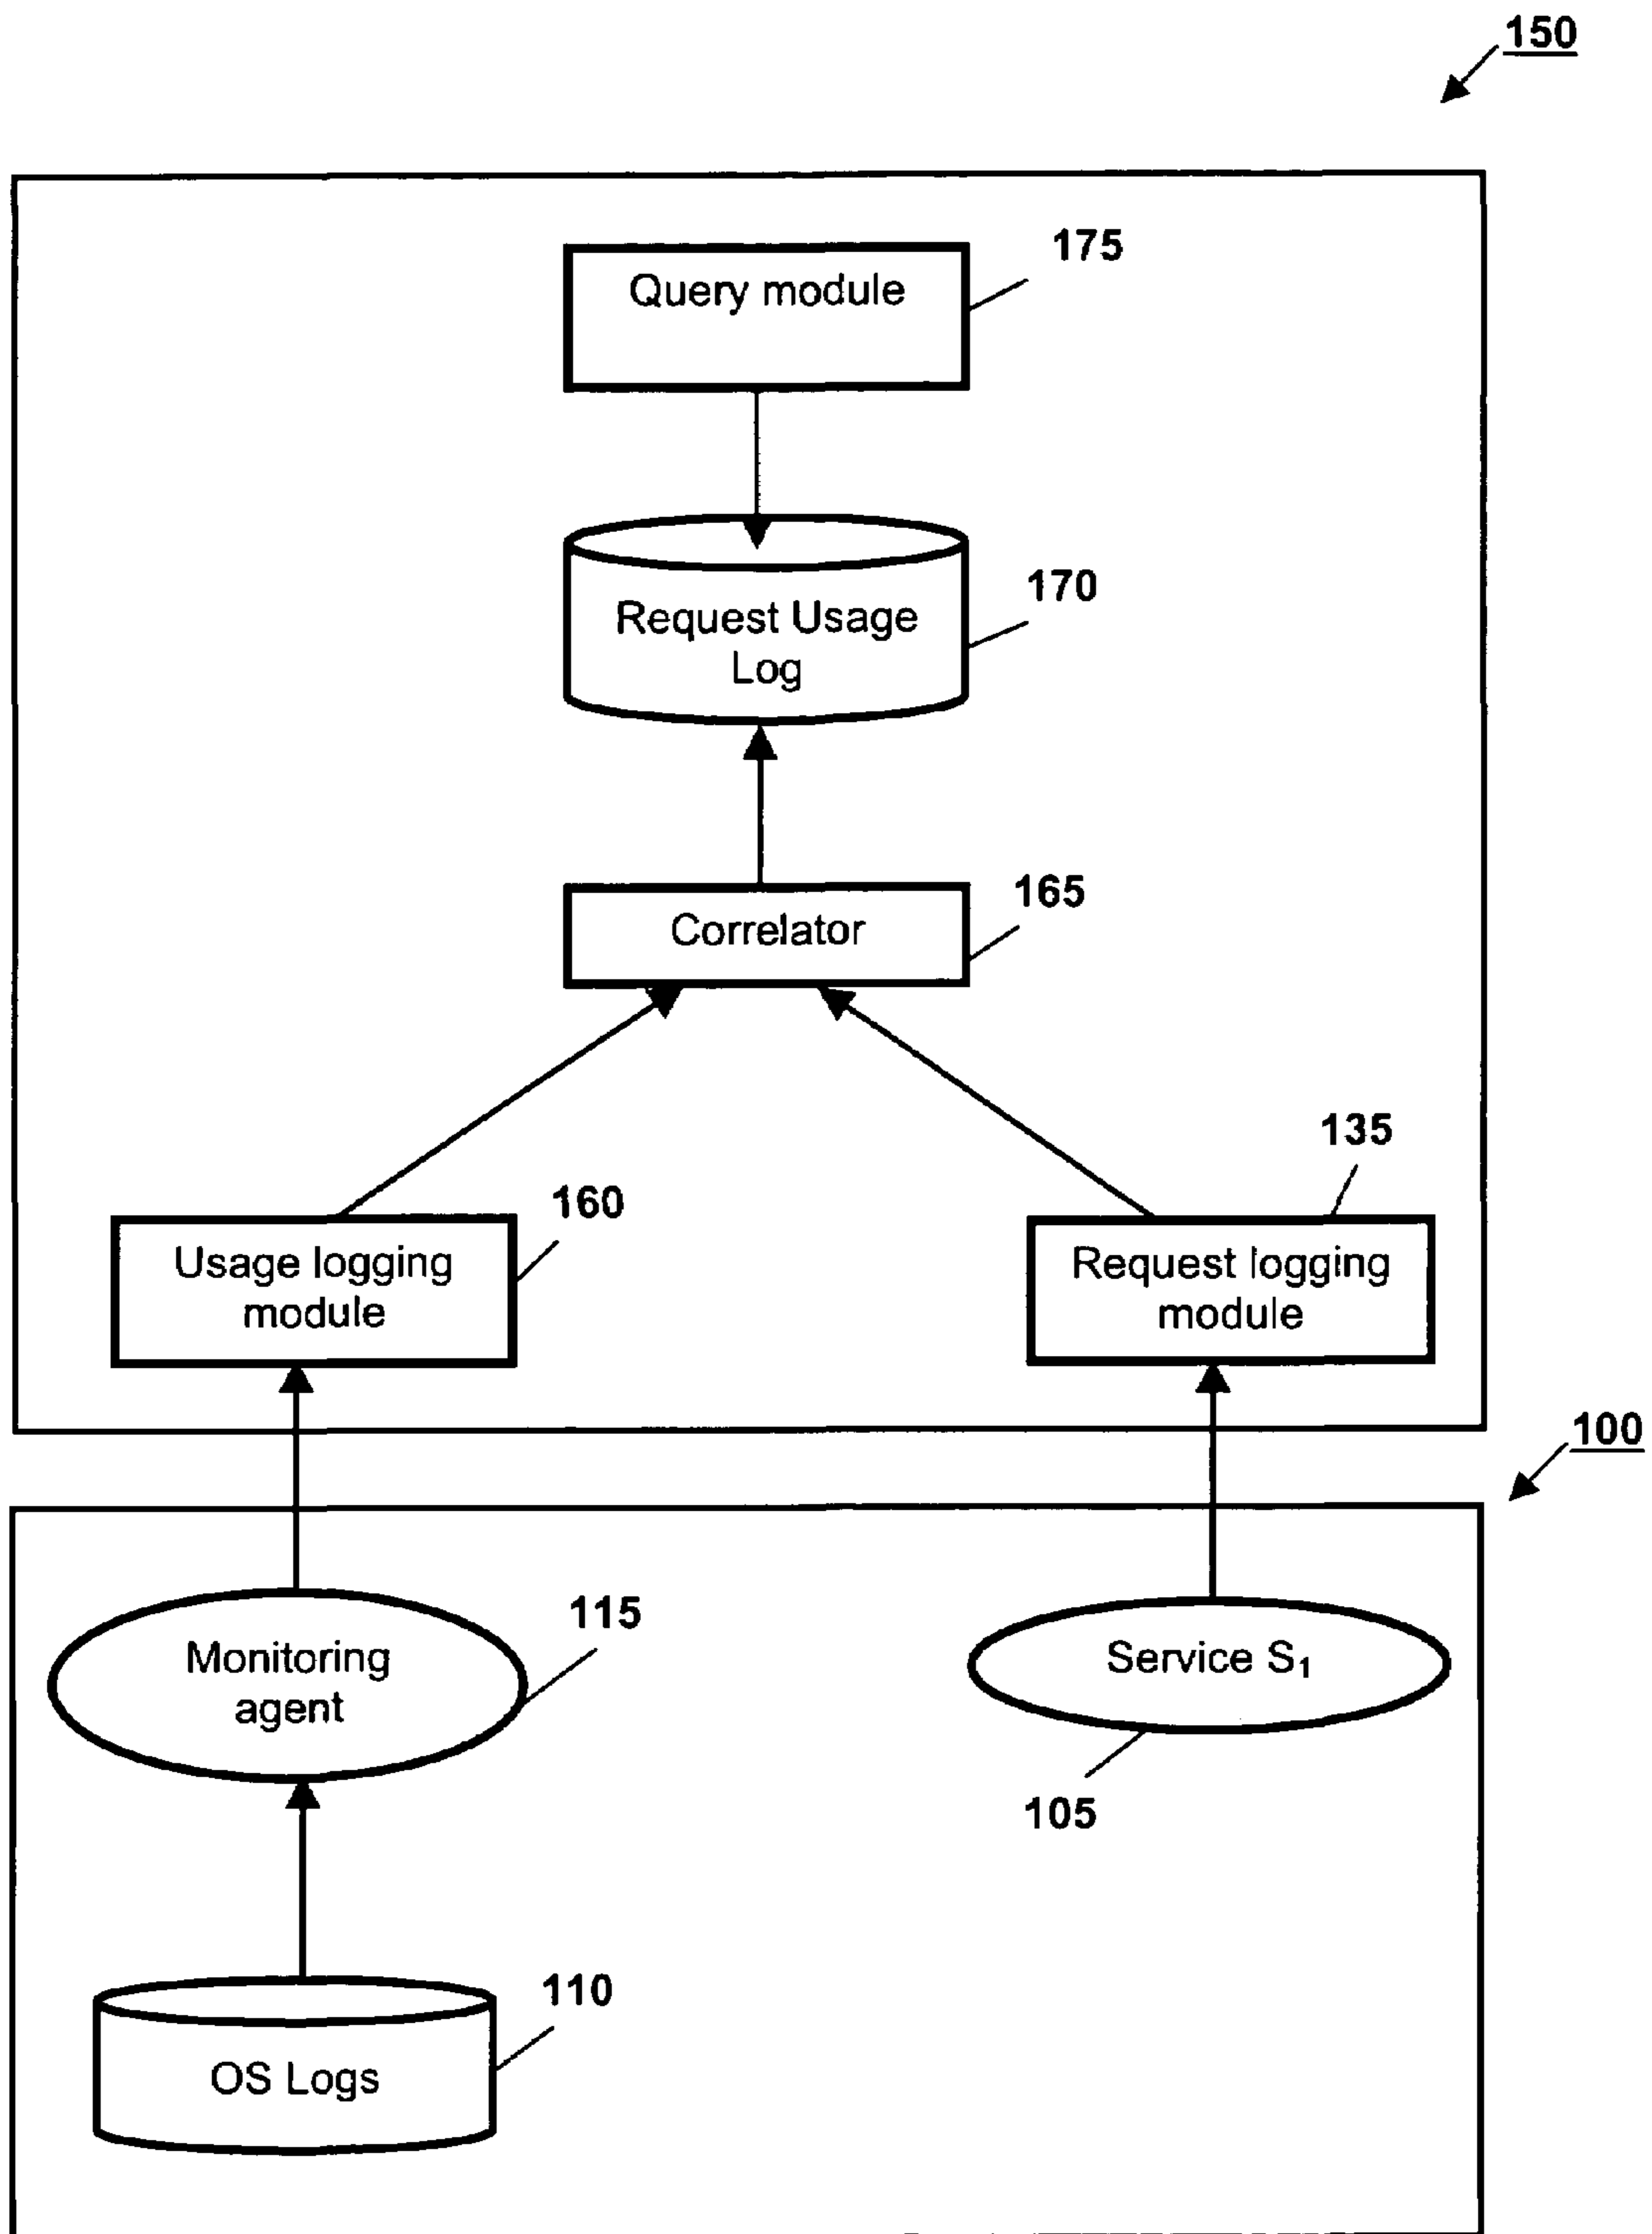 150
175
Query module
170
Request Usage
Log
165
Correlator
135
160
Usage logging
module
Request logging
module
100
115
Monitoring
agent
Service S₁
105
110
OS Logs